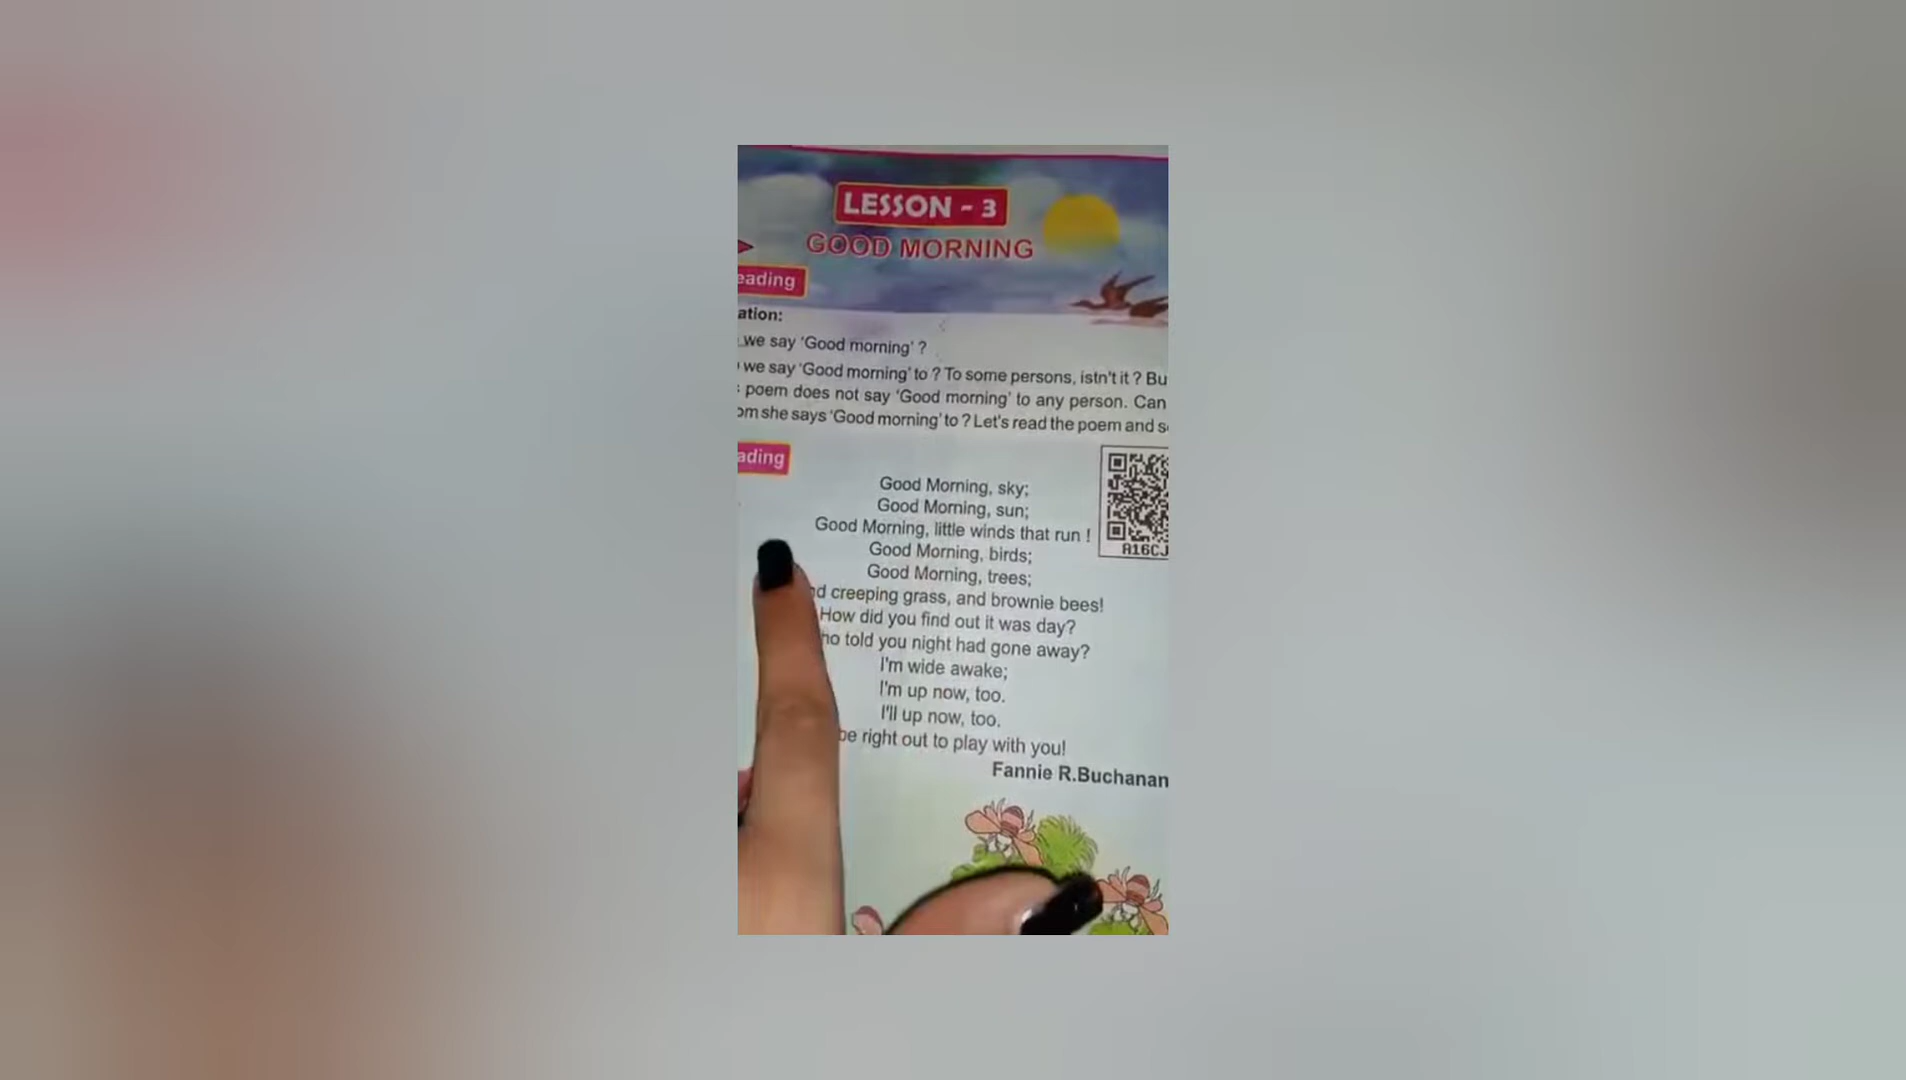 LESSON - 3
GOOD MORNING
eading
ation:
we say ‘Good morning’ ?
we say ‘Good morning’ to ? To some persons, istn't it ? Bu
poem does not say ‘Good morning’ to any person. Can
om she says ‘Good morning’ to ? Let's read the poem and s
ading
Good Morning, sky;
Good Morning, sun;
Good Morning, little winds that run !
Good Morning, birds;
Good Morning, trees;
nd creeping grass, and brownie bees!
How did you find out it was day?
ho told you night had gone away?
I'm wide awake;
I'm up now, too.
I'll up now, too.
be right out to play with you!
Fannie R.Buchanan
A16CJ